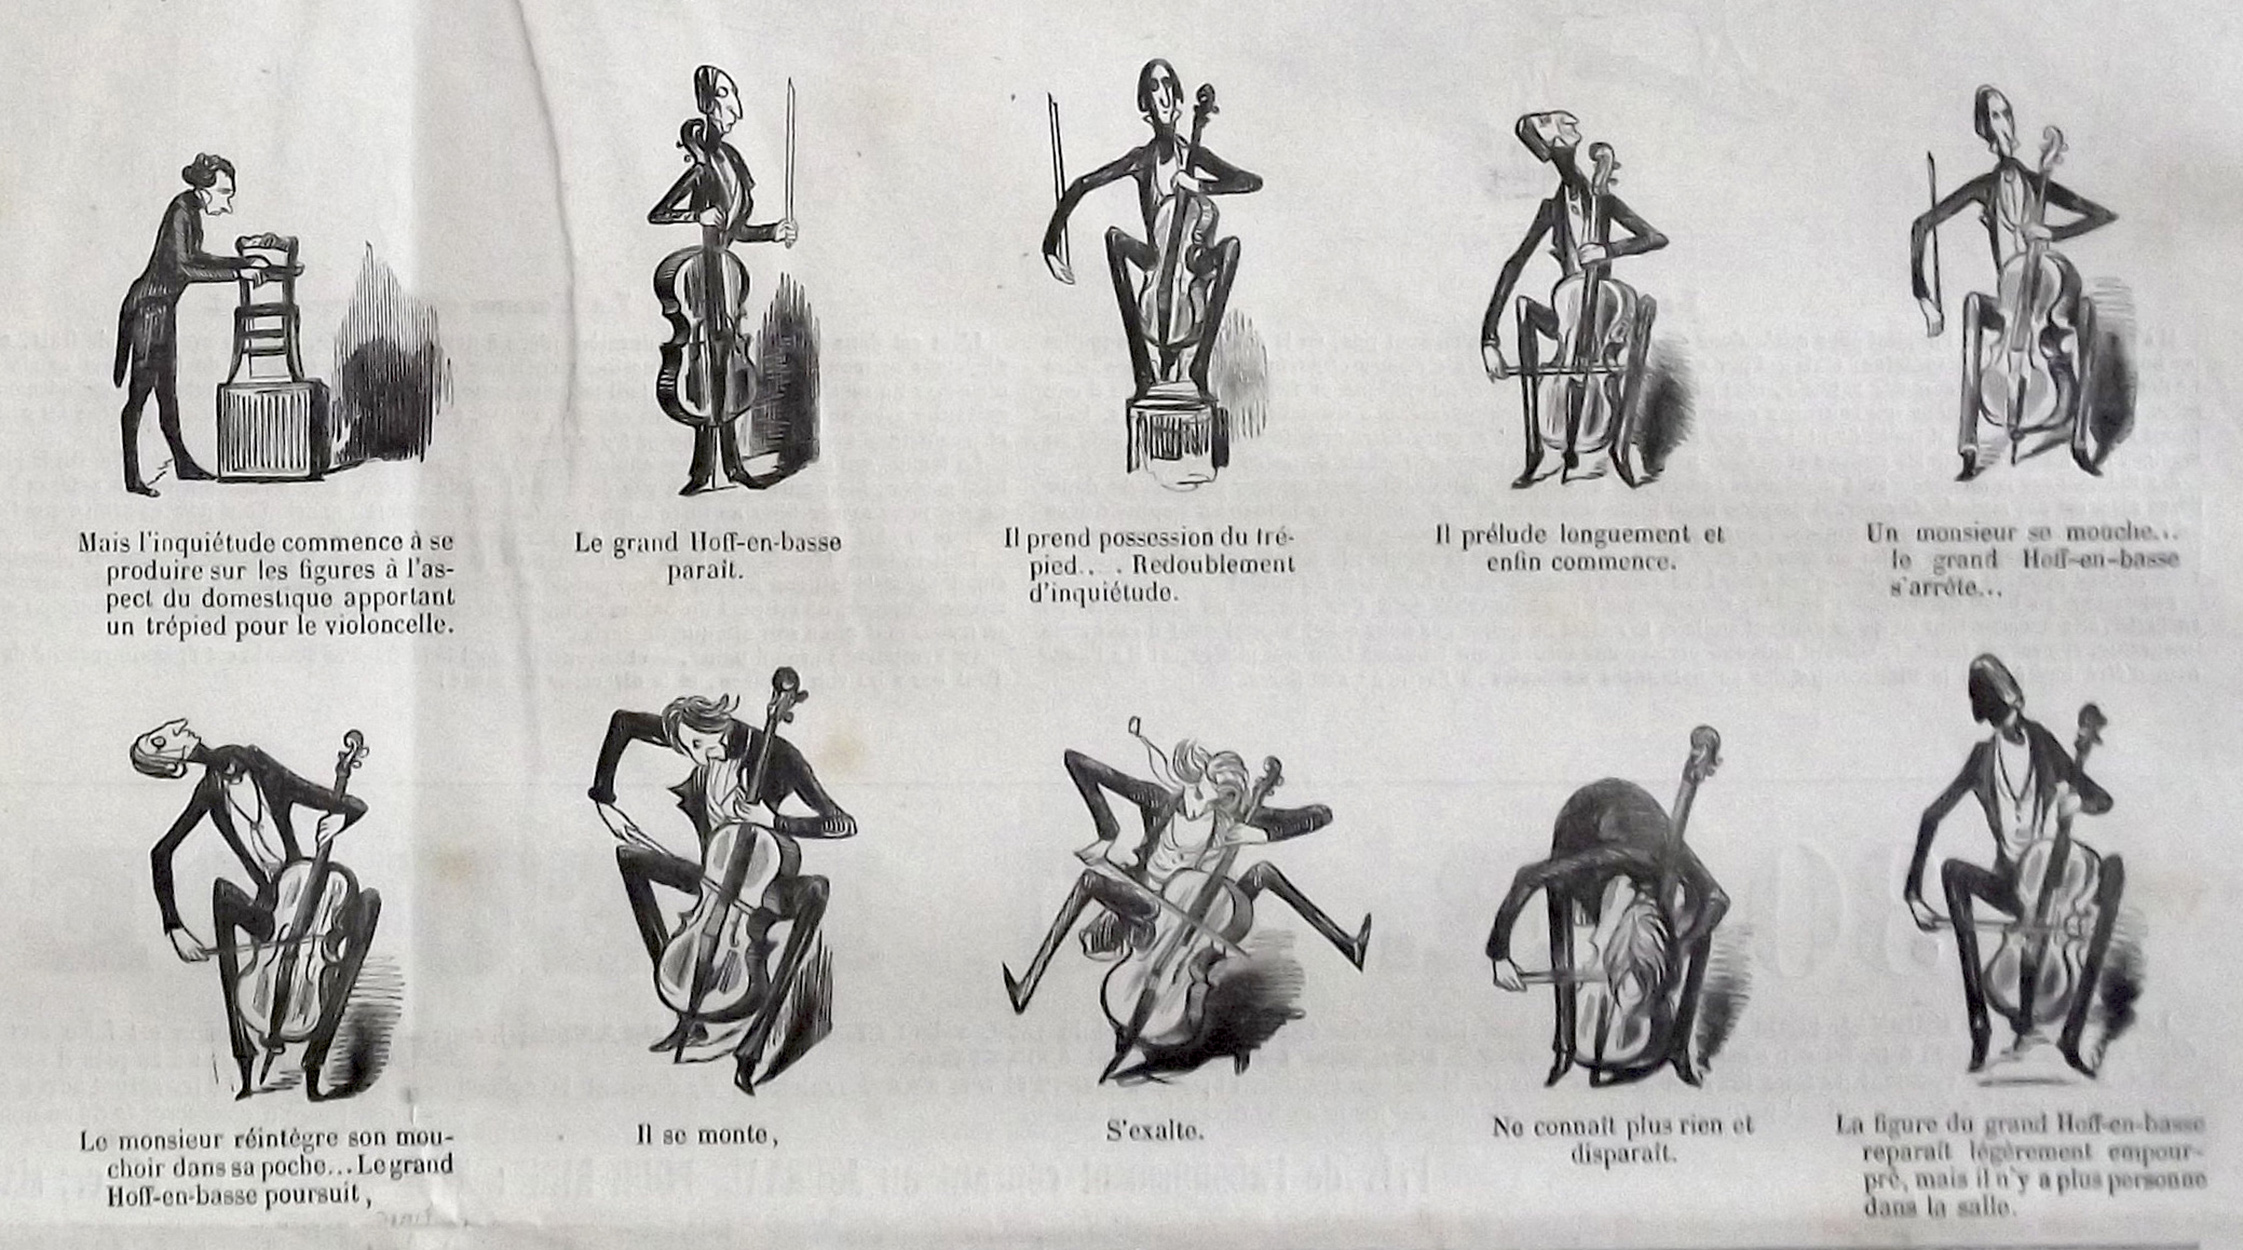 Mais l'inquiétude commence à se
produire sur les figures à l'as-
pect du domestique apportant
un trépied pour le violoncelle.
Le grand Hoff-en-basse
paraît.
Il prend possession du tré-
pied. . . Redoublement
d'inquiétude.
Il prélude longuement et
enfin commence.
Un monsieur se mouche...
le grand Hoff-en-basse
s'arrête...
Le monsieur réintègre son mou-
choir dans sa poche... Le grand
Hoff-en-basse poursuit,
Il se monte,
S'exalte.
Ne connaît plus rien et
disparaît.
La figure du grand Hoff-en-basse
reparaît légèrement empour-
pré, mais il n'y a plus personne
dans la salle.